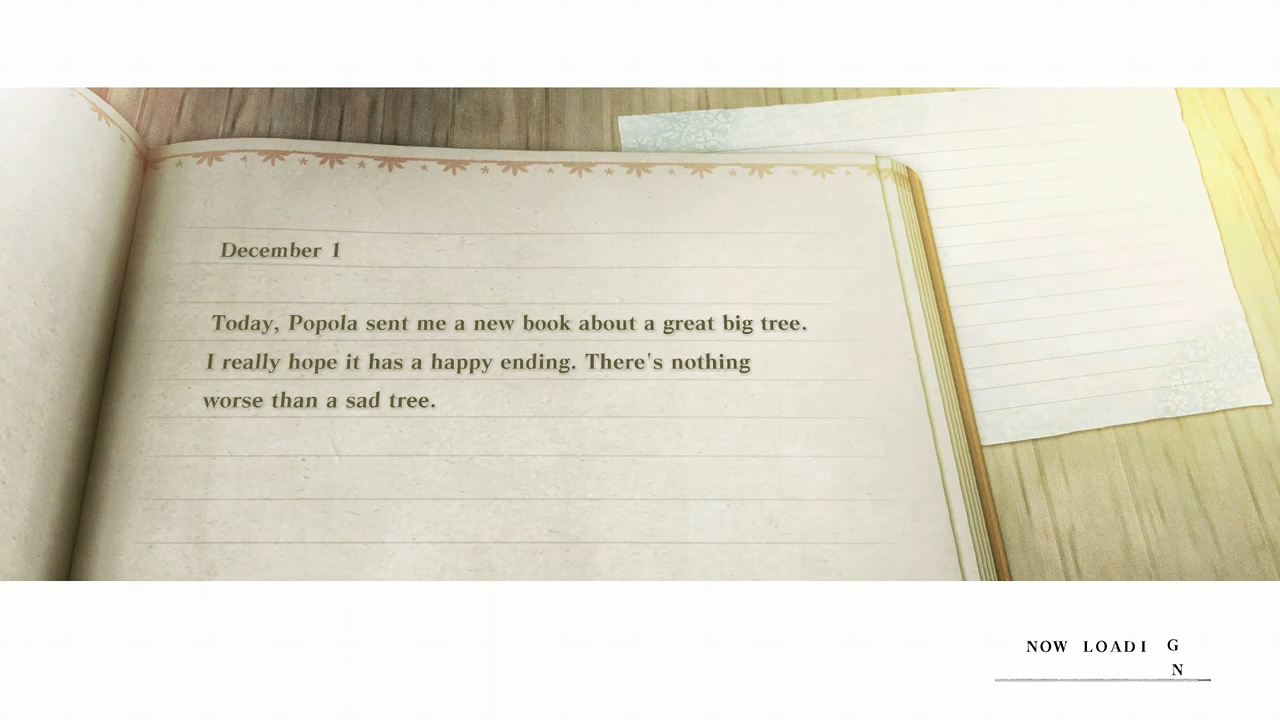 December 1
Today, Popola sent me a new book about a great big tree.
I really hope it has a happy ending. There's nothing
worse than a sad tree.
NOW LOADI G
N